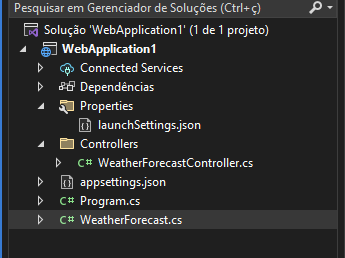 Pesquisar em Gerenciador de Soluções (Ctrl+ç)
Solução 'WebApplication1' (1 de 1 projeto)
WebApplication1
Connected Services
Dependências
Properties
launchSettings.json
Controllers
C# WeatherForecastController.cs
appsettings.json
C# Program.cs
C# WeatherForecast.cs